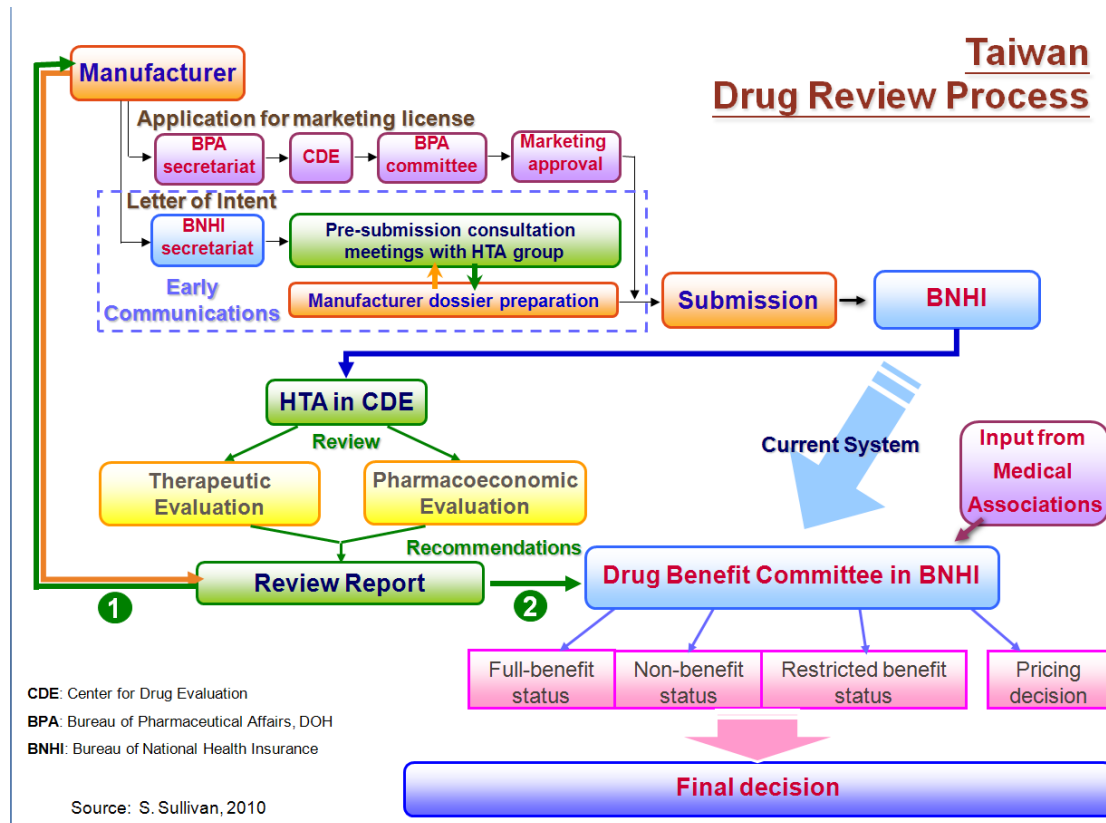 Taiwan
Drug Review Process
Manufacturer
Application for marketing license
BPA
secretariat
CDE
BPA
committee
Marketing
approval
Letter of Intent
BNHI
secretariat
Pre-submission consultation
meetings with HTA group
Early
Communications
Manufacturer dossier preparation
Submission
BNHI
HTA in CDE
Review
Current System
Input from
Medical
Associations
Therapeutic
Evaluation
Pharmacoeconomic
Evaluation
Recommendations
Review Report
Drug Benefit Committee in BNHI
1
2
Full-benefit
status
Non-benefit
status
Restricted benefit
status
Pricing
decision
CDE: Center for Drug Evaluation
BPA: Bureau of Pharmaceutical Affairs, DOH
BNHI: Bureau of National Health Insurance
Final decision
Source: S. Sullivan, 2010